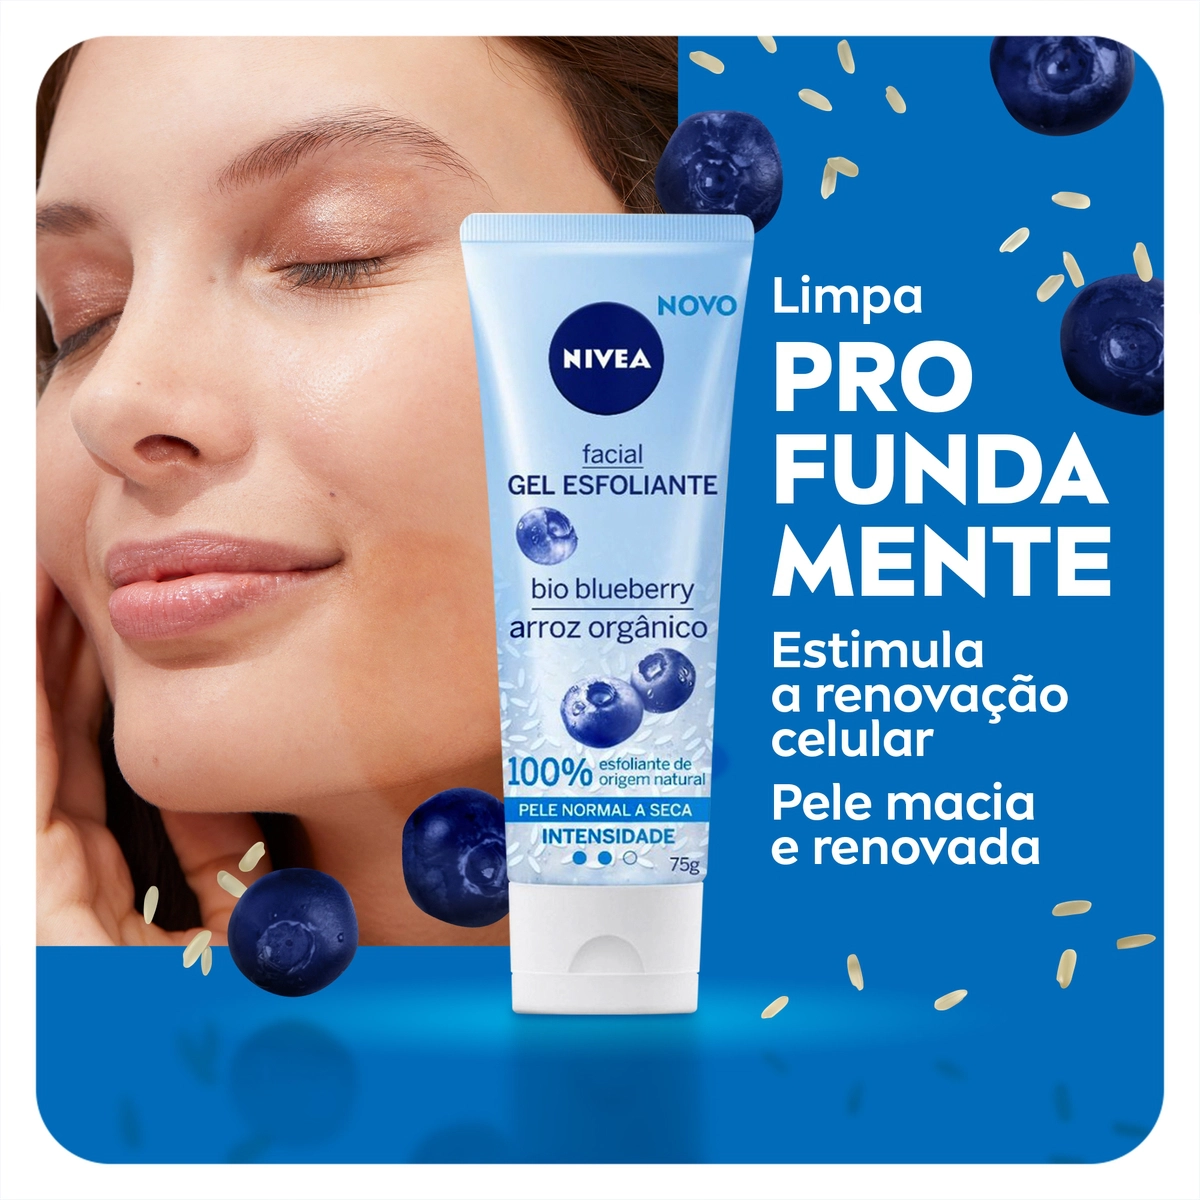 NOVO
NIVEA
facial
GEL ESFOLIANTE
bio blueberry
arroz orgânico
100% esfoliante de
origem natural
PELE NORMAL A SECA
INTENSIDADE
75g
Limpa
PRO
FUNDA
MENTE
Estimula
a renovação
celular
Pele macia
e renovada